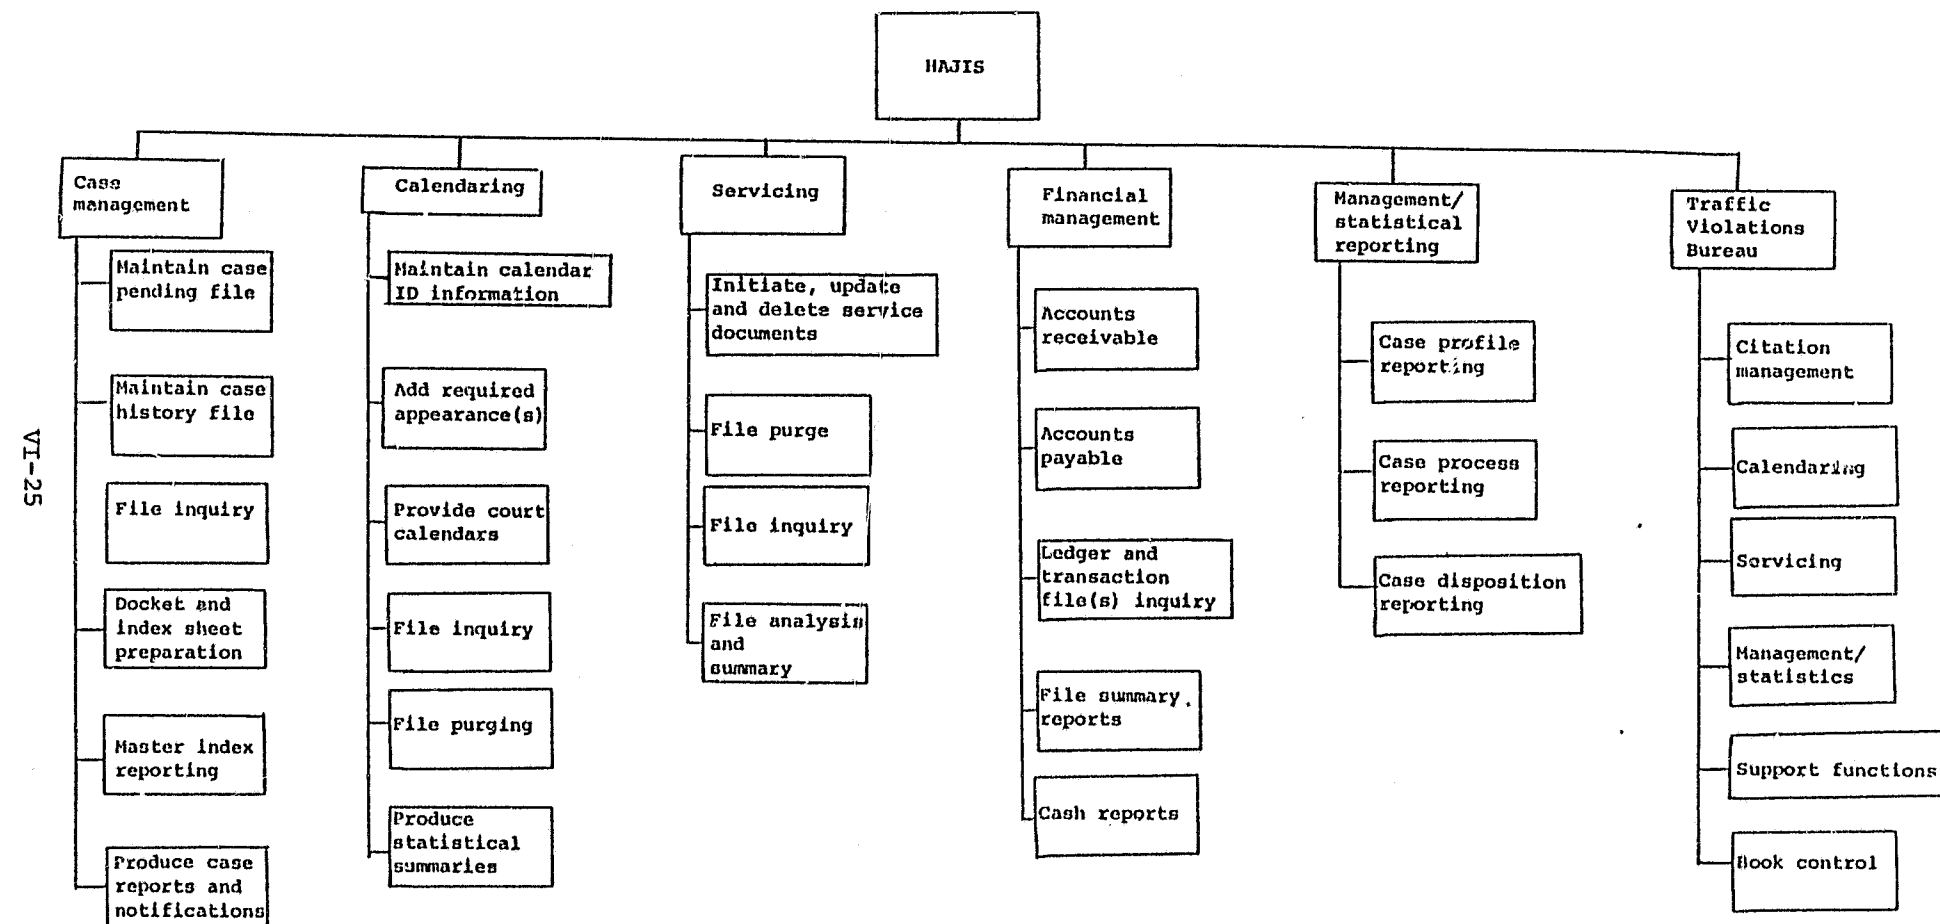 HAJIS
Case
management
Maintain case
pending file
Maintain case
history file
File inquiry
Docket and
index sheet
preparation
Master index
reporting
Produce case
reports and
notifications
Calendaring
Maintain calendar
ID information
Add required
appearance(s)
Provide court
calendars
File inquiry
File purging
Produce
statistical
summaries
Servicing
Initiate, update
and delete service
documents
File purge
File inquiry
File analysis
and
summary
Financial
management
Accounts
receivable
Accounts
payable
Ledger and
transaction
file(s) inquiry
File summary
reports
Cash reports
Management/
statistical
reporting
Case profile
reporting
Case process
reporting
Case disposition
reporting
Traffic
Violations
Bureau
Citation
management
Calendaring
Servicing
Management/
statistics
Support functions
Book control
VI-25